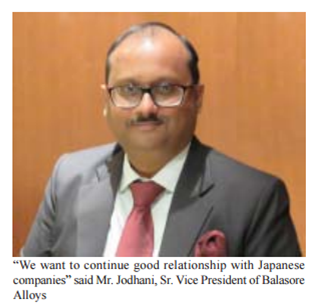 “We want to continue good relationship with Japanese
companies” said Mr. Jodhani, Sr. Vice President of Balasore
Alloys